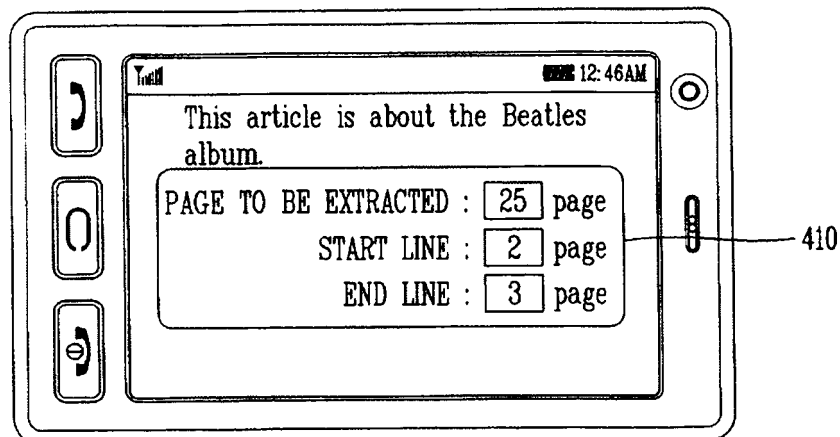 12:46AM
This article is about the Beatles
album.
PAGE TO BE EXTRACTED : 25 page
START LINE : 2 page
END LINE : 3 page
410